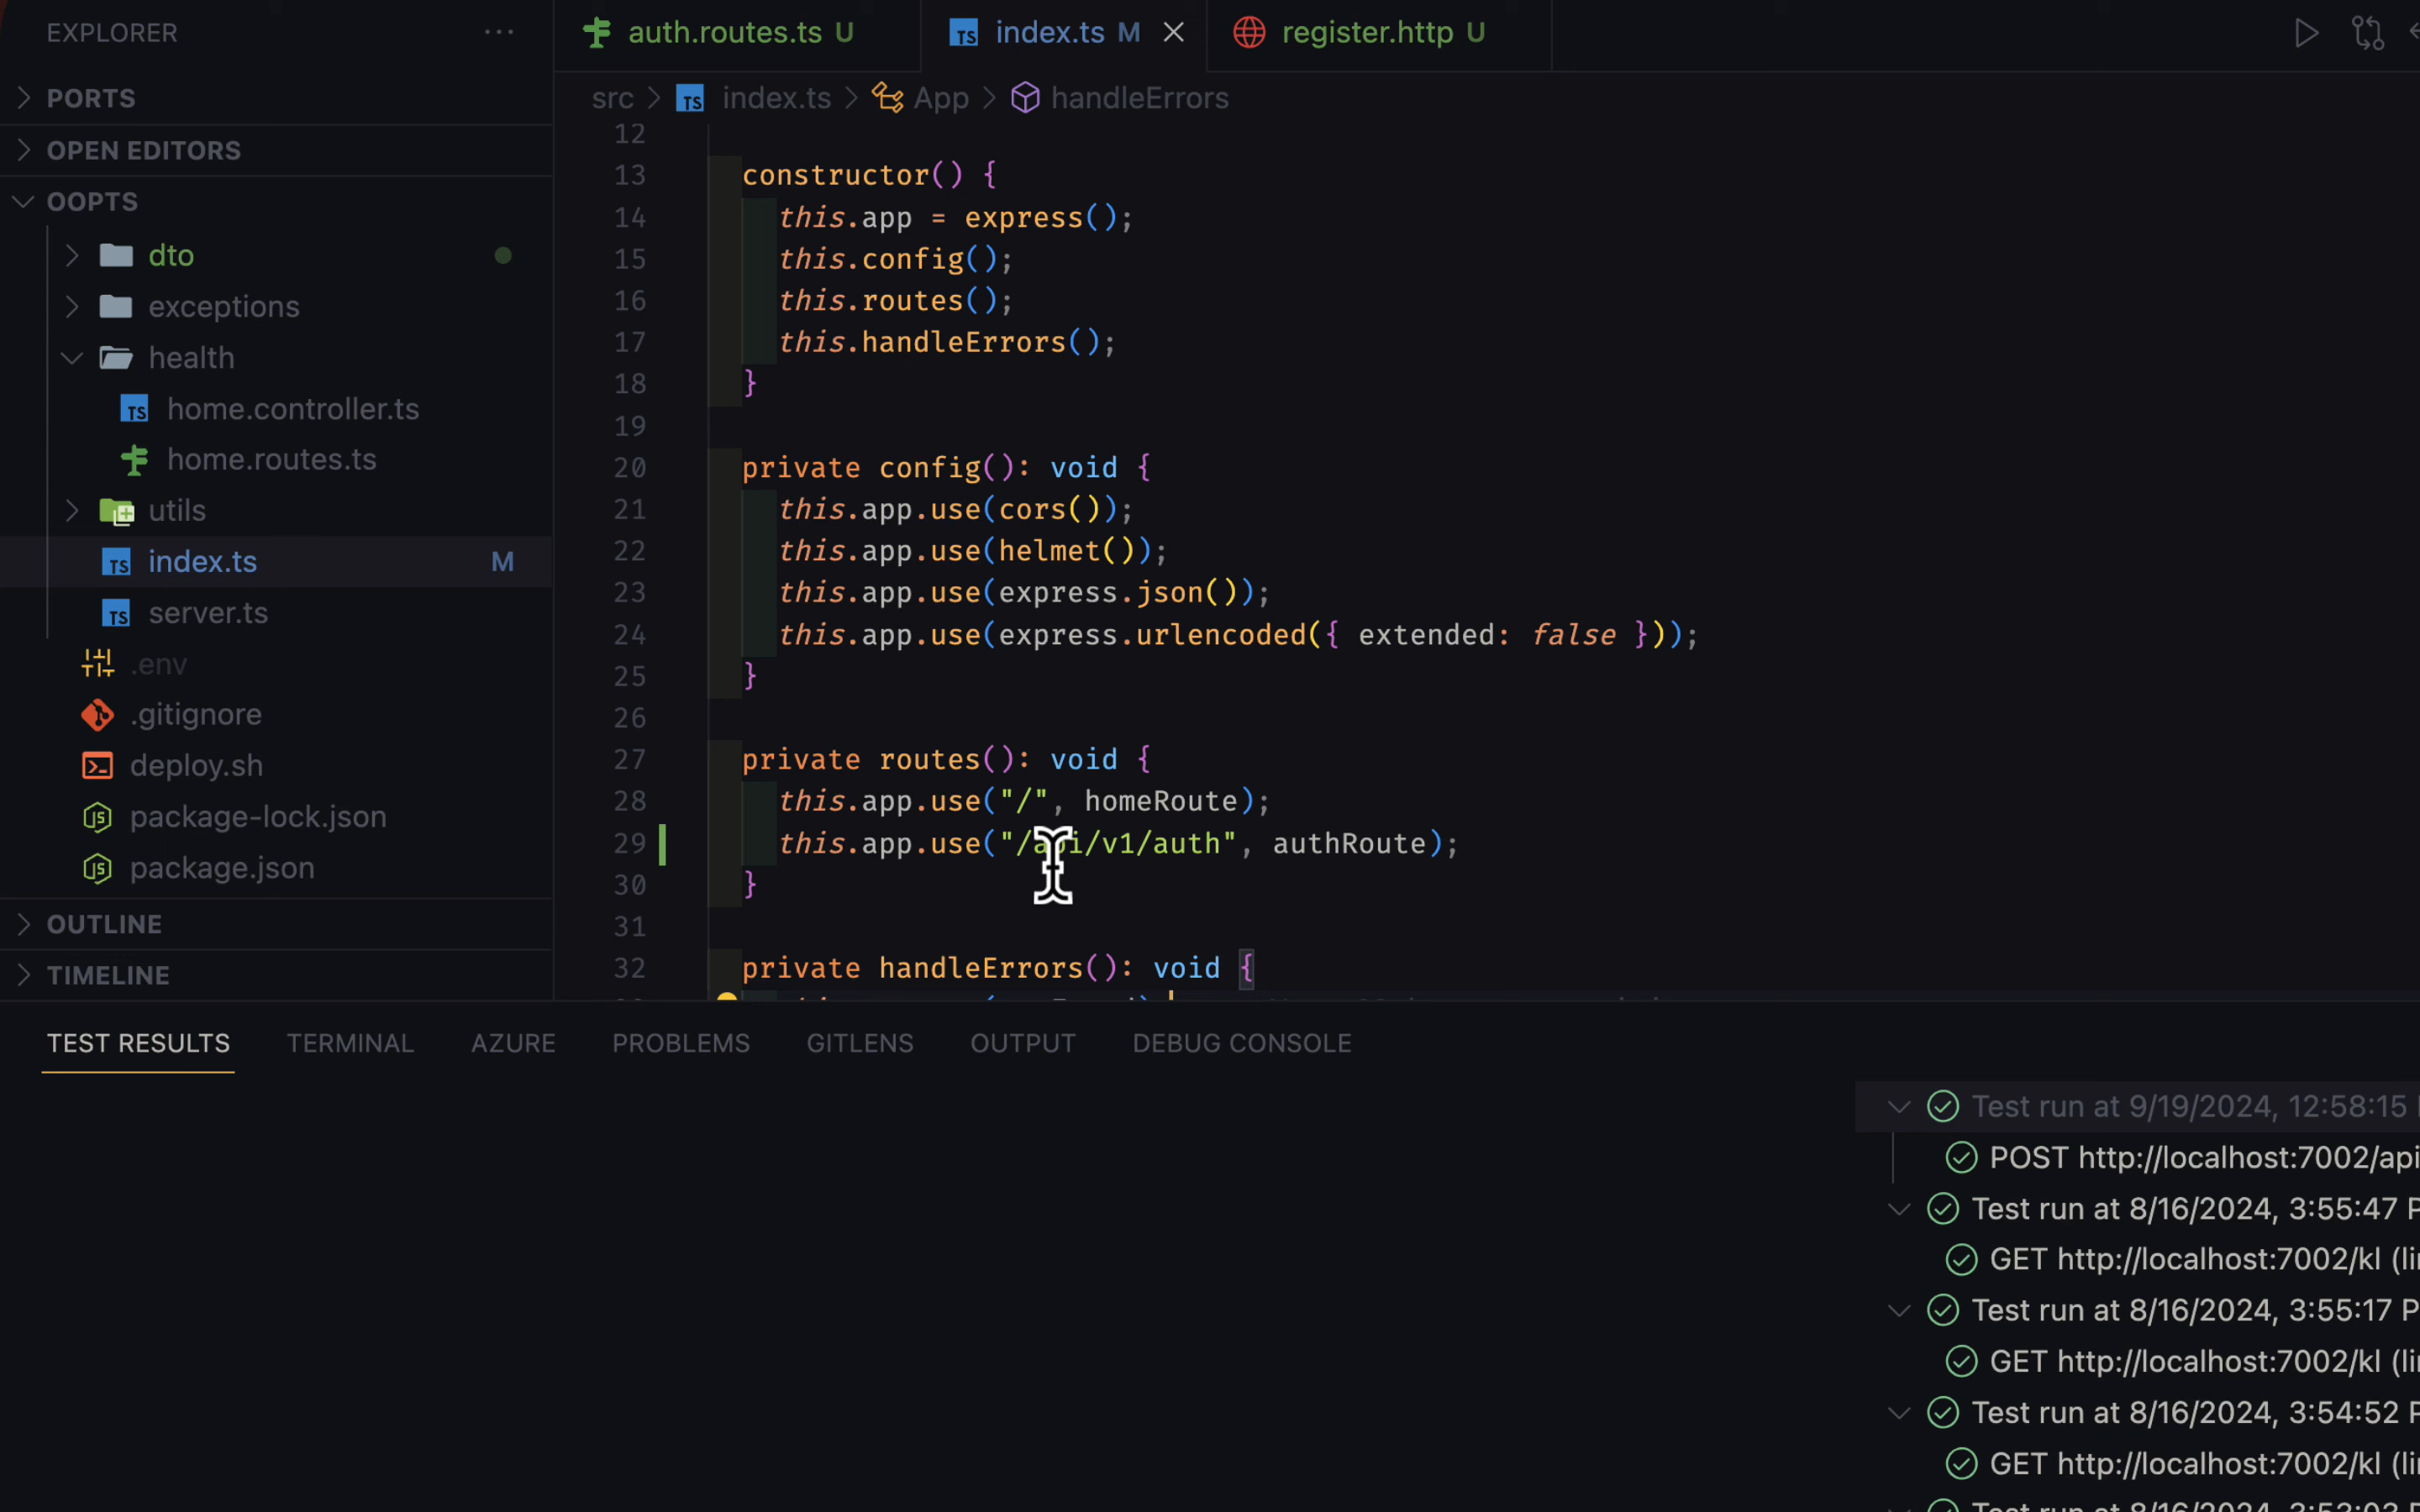 EXPLORER
PORTS
OPEN EDITORS
OOPTS
dto
exceptions
health
home.controller.ts
home.routes.ts
utils
index.ts M
server.ts
.env
.gitignore
deploy.sh
package-lock.json
package.json
OUTLINE
TIMELINE
auth.routes.ts U
index.ts M
register.http U
src > index.ts > App > handleErrors
12
13 constructor() {
14 this.app = express();
15 this.config();
16 this.routes();
17 this.handleErrors();
18 }
19
20 private config(): void {
21 this.app.use(cors());
22 this.app.use(helmet());
23 this.app.use(express.json());
24 this.app.use(express.urlencoded({ extended: false }));
25 }
26
27 private routes(): void {
28 this.app.use("/", homeRoute);
29 this.app.use("/api/v1/auth", authRoute);
30 }
31
32 private handleErrors(): void {
TEST RESULTS TERMINAL AZURE PROBLEMS GITLENS OUTPUT DEBUG CONSOLE
Test run at 9/19/2024, 12:58:15
POST http://localhost:7002/api
Test run at 8/16/2024, 3:55:47 P
GET http://localhost:7002/kl (li
Test run at 8/16/2024, 3:55:17 P
GET http://localhost:7002/kl (li
Test run at 8/16/2024, 3:54:52 P
GET http://localhost:7002/kl (li